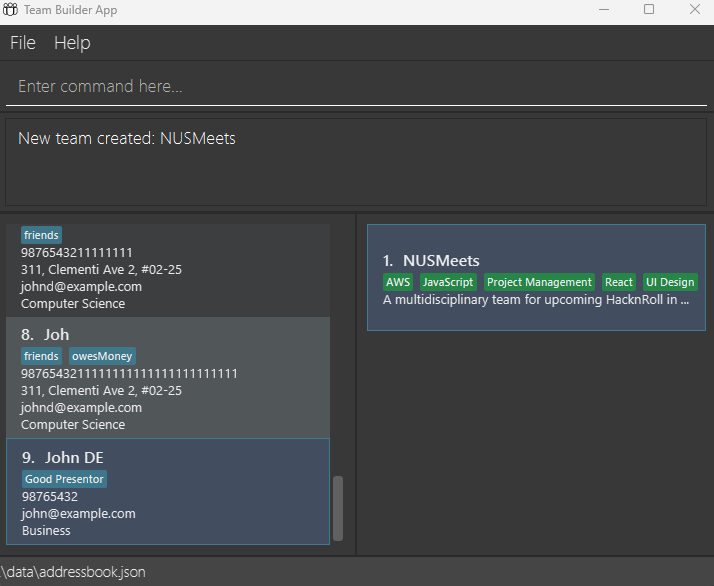 Team Builder App
File Help
Enter command here...
New team created: NUSMeets
friends
9876543211111111
311, Clementi Ave 2, #02-25
johnd@example.com
Computer Science
8. Joh
friends owesMoney
98765432111111111111111111111111
311, Clementi Ave 2, #02-25
johnd@example.com
Computer Science
9. John DE
Good Presentor
98765432
john@example.com
Business
1. NUSMeets
AWS JavaScript Project Management React UI Design
A multidisciplinary team for upcoming HacknRoll in ...
.\data\addressbook.json